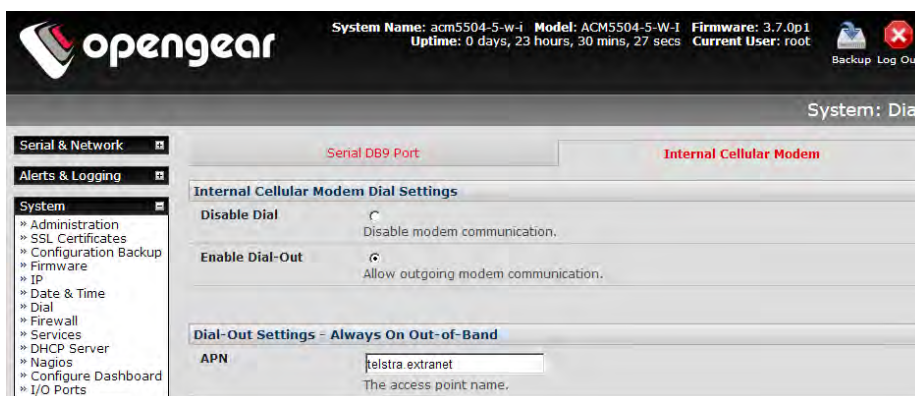 opengear
System Name: acm5504-5-w-i Model: ACM5504-5-W-I Firmware: 3.7.0p1
Uptime: 0 days, 23 hours, 30 mins, 27 secs Current User: root
Backup Log Ou
System: Dia
Serial & Network
Alerts & Logging
System
» Administration
» SSL Certificates
» Configuration Backup
» Firmware
» IP
» Date & Time
» Dial
» Firewall
» Services
» DHCP Server
» Nagios
» Configure Dashboard
» I/O Ports
Serial DB9 Port
Internal Cellular Modem
Internal Cellular Modem Dial Settings
Disable Dial
Disable modem communication.
Enable Dial-Out
Allow outgoing modem communication.
Dial-Out Settings - Always On Out-of-Band
APN
telstra.extranet
The access point name.